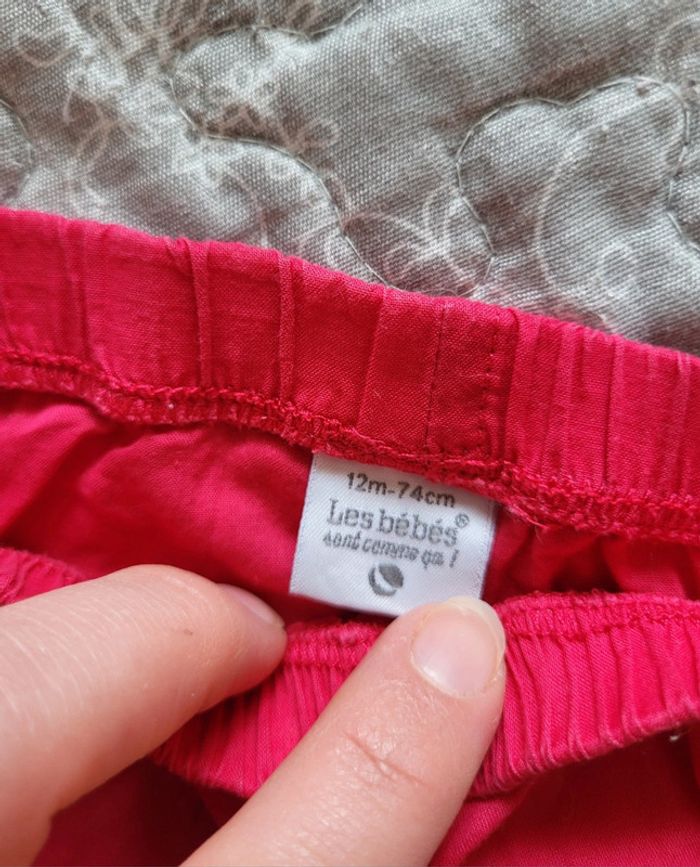 12m-74cm
Les bébés®
sont comme ça !